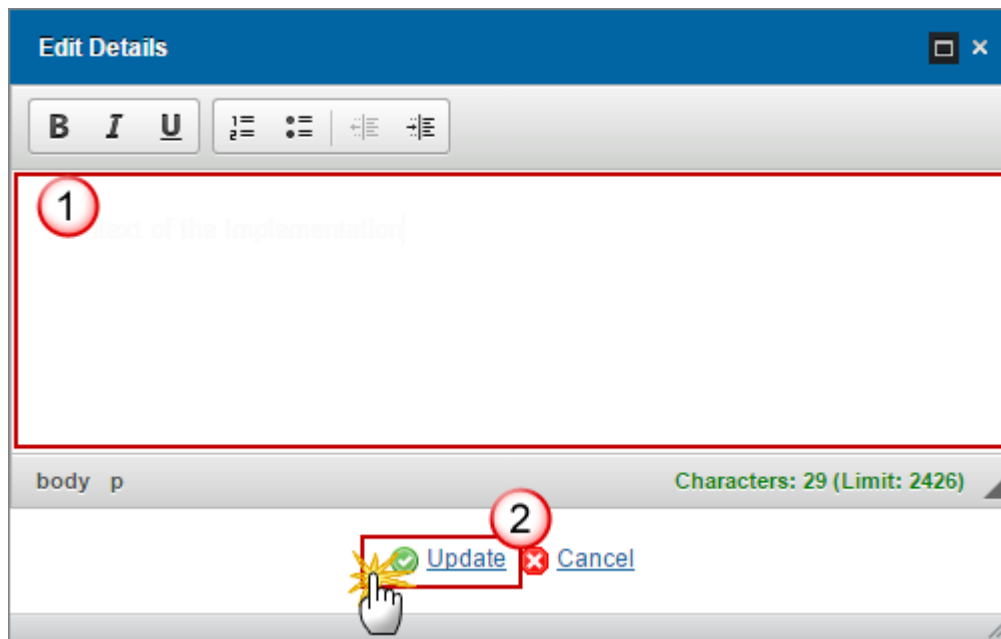 Edit Details
B I U
1
text of the Implementation
body p
Characters: 29 (Limit: 2426)
2
Update Cancel